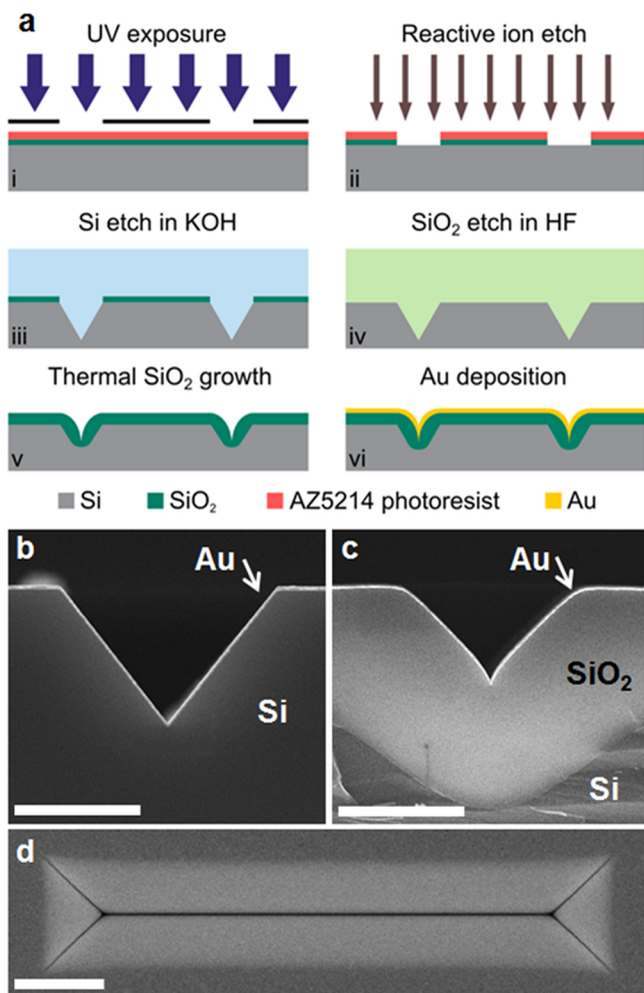 a
UV exposure
Reactive ion etch
i
ii
Si etch in KOH
SiO₂ etch in HF
iii
iv
Thermal SiO₂ growth
Au deposition
v
vi
Si
SiO₂
AZ5214 photoresist
Au
b
Au
Si
c
Au
SiO₂
Si
d